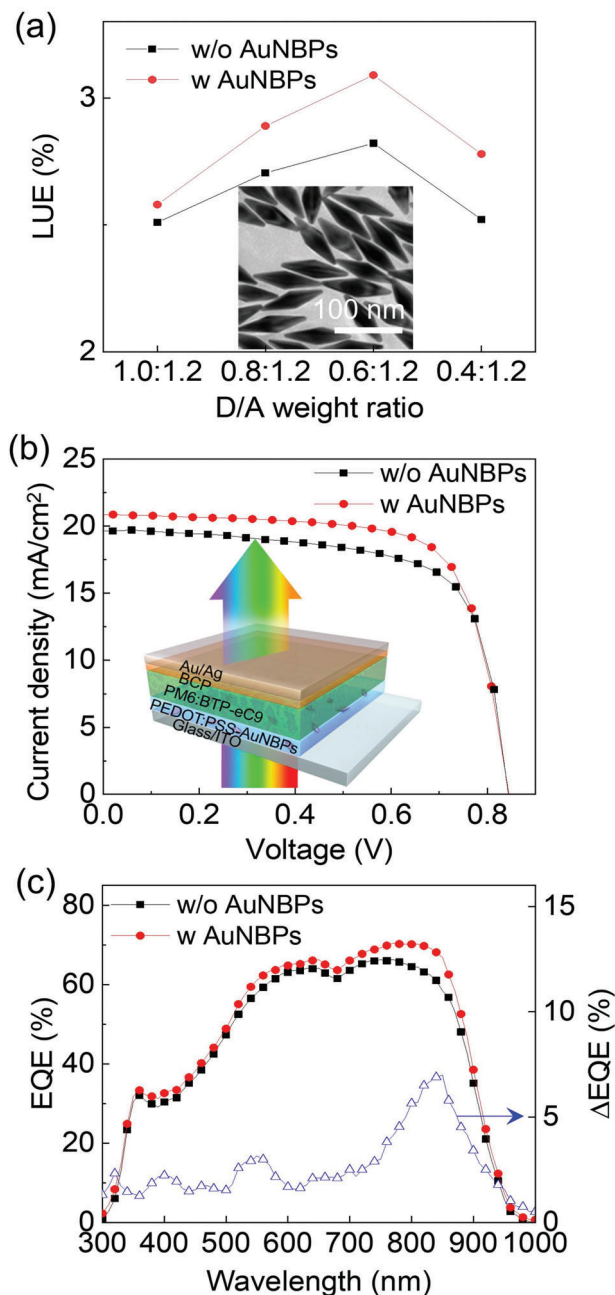 (a)
w/o AuNBPs
w AuNBPs
3
2
LUE (%)
100 nm
1.0:1.2 0.8:1.2 0.6:1.2 0.4:1.2
D/A weight ratio
(b)
25
20
15
10
5
0
Current density (mA/cm²)
w/o AuNBPs
w AuNBPs
Au/Ag
BCP
PM6:BTP-eC9
PEDOT:PSS-AuNBPs
Glass/ITO
0.0 0.2 0.4 0.6 0.8
Voltage (V)
(c)
80
60
40
20
0
EQE (%)
w/o AuNBPs
w AuNBPs
15
10
5
0
ΔEQE (%)
300 400 500 600 700 800 900 1000
Wavelength (nm)